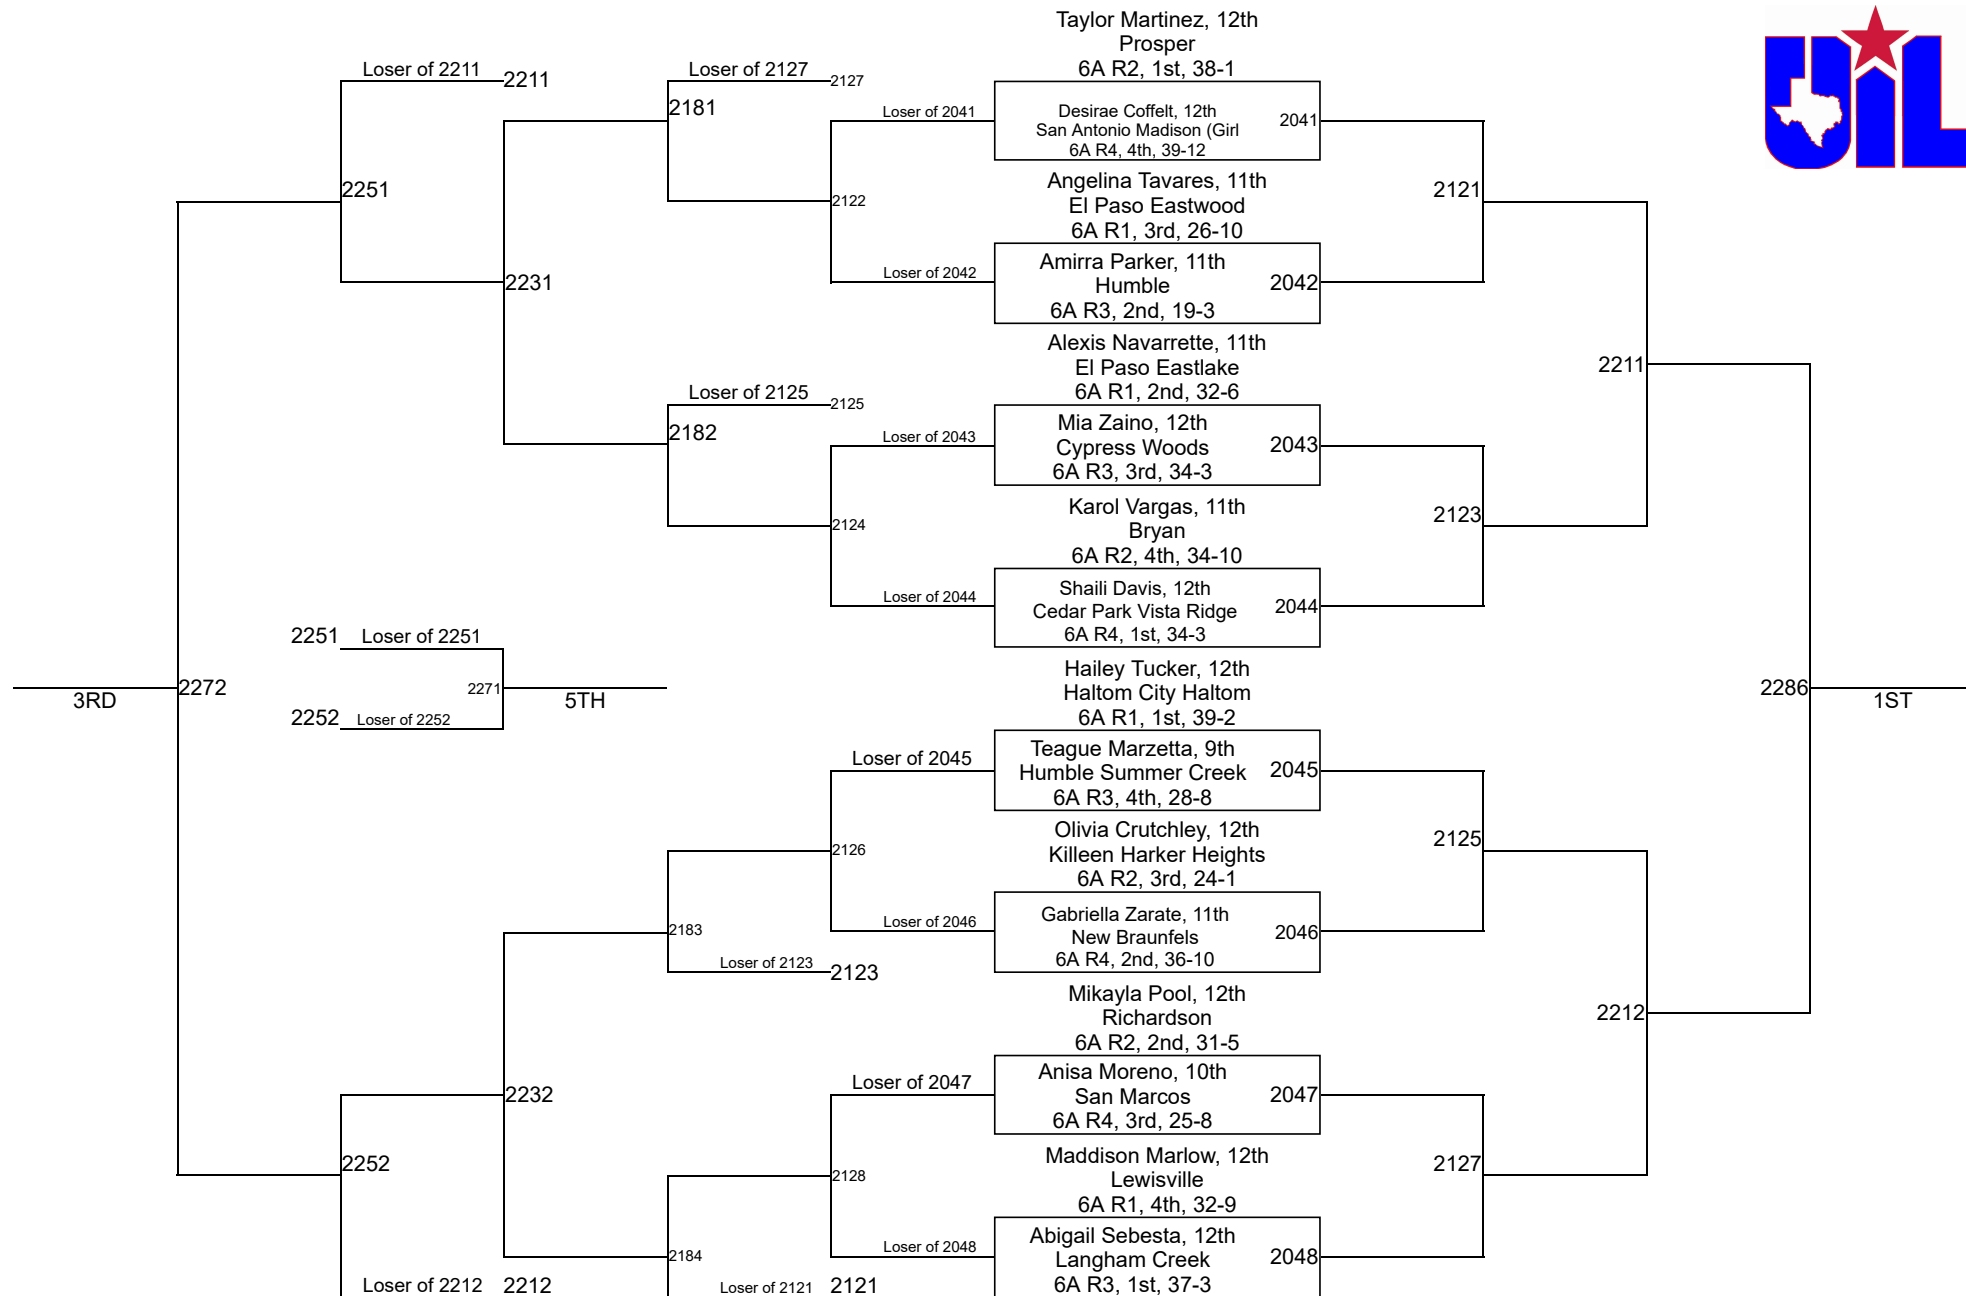 Taylor Martinez, 12th
Prosper
6A R2, 1st, 38-1
Desirae Coffelt, 12th
San Antonio Madison (Girl
6A R4, 4th, 39-12
2041
Angelina Tavares, 11th
El Paso Eastwood
6A R1, 3rd, 26-10
Amirra Parker, 11th
Humble
6A R3, 2nd, 19-3
2042
Alexis Navarrette, 11th
El Paso Eastlake
6A R1, 2nd, 32-6
Mia Zaino, 12th
Cypress Woods
6A R3, 3rd, 34-3
2043
Karol Vargas, 11th
Bryan
6A R2, 4th, 34-10
Shaili Davis, 12th
Cedar Park Vista Ridge
6A R4, 1st, 34-3
2044
Hailey Tucker, 12th
Haltom City Haltom
6A R1, 1st, 39-2
Teague Marzetta, 9th
Humble Summer Creek
6A R3, 4th, 28-8
2045
Olivia Crutchley, 12th
Killeen Harker Heights
6A R2, 3rd, 24-1
Gabriella Zarate, 11th
New Braunfels
6A R4, 2nd, 36-10
2046
Mikayla Pool, 12th
Richardson
6A R2, 2nd, 31-5
Anisa Moreno, 10th
San Marcos
6A R4, 3rd, 25-8
2047
Maddison Marlow, 12th
Lewisville
6A R1, 4th, 32-9
Abigail Sebesta, 12th
Langham Creek
6A R3, 1st, 37-3
2048
2121
2123
2125
2127
2211
2212
2286
1ST
UIL
Loser of 2041
Loser of 2042
2122
Loser of 2043
Loser of 2044
2124
Loser of 2045
Loser of 2046
2126
Loser of 2047
Loser of 2048
2128
Loser of 2127
2127
2181
Loser of 2125
2125
2182
2183
Loser of 2123
2123
2184
Loser of 2121
2121
2231
2232
Loser of 2211
2211
2251
2252
Loser of 2212
2212
2251
Loser of 2251
2252
Loser of 2252
2271
5TH
2272
3RD